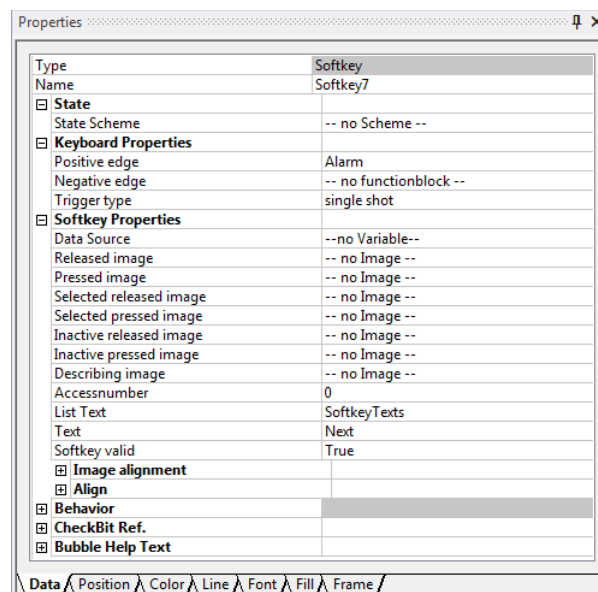 Properties
Type Softkey
Name Softkey7
State
State Scheme -- no Scheme --
Keyboard Properties
Positive edge Alarm
Negative edge -- no functionblock --
Trigger type single shot
Softkey Properties
Data Source --no Variable--
Released image -- no Image --
Pressed image -- no Image --
Selected released image -- no Image --
Selected pressed image -- no Image --
Inactive released image -- no Image --
Inactive pressed image -- no Image --
Describing image -- no Image --
Accessnumber 0
List Text SoftkeyTexts
Text Next
Softkey valid True
Image alignment
Align
Behavior
CheckBit Ref.
Bubble Help Text
Data Position Color Line Font Fill Frame